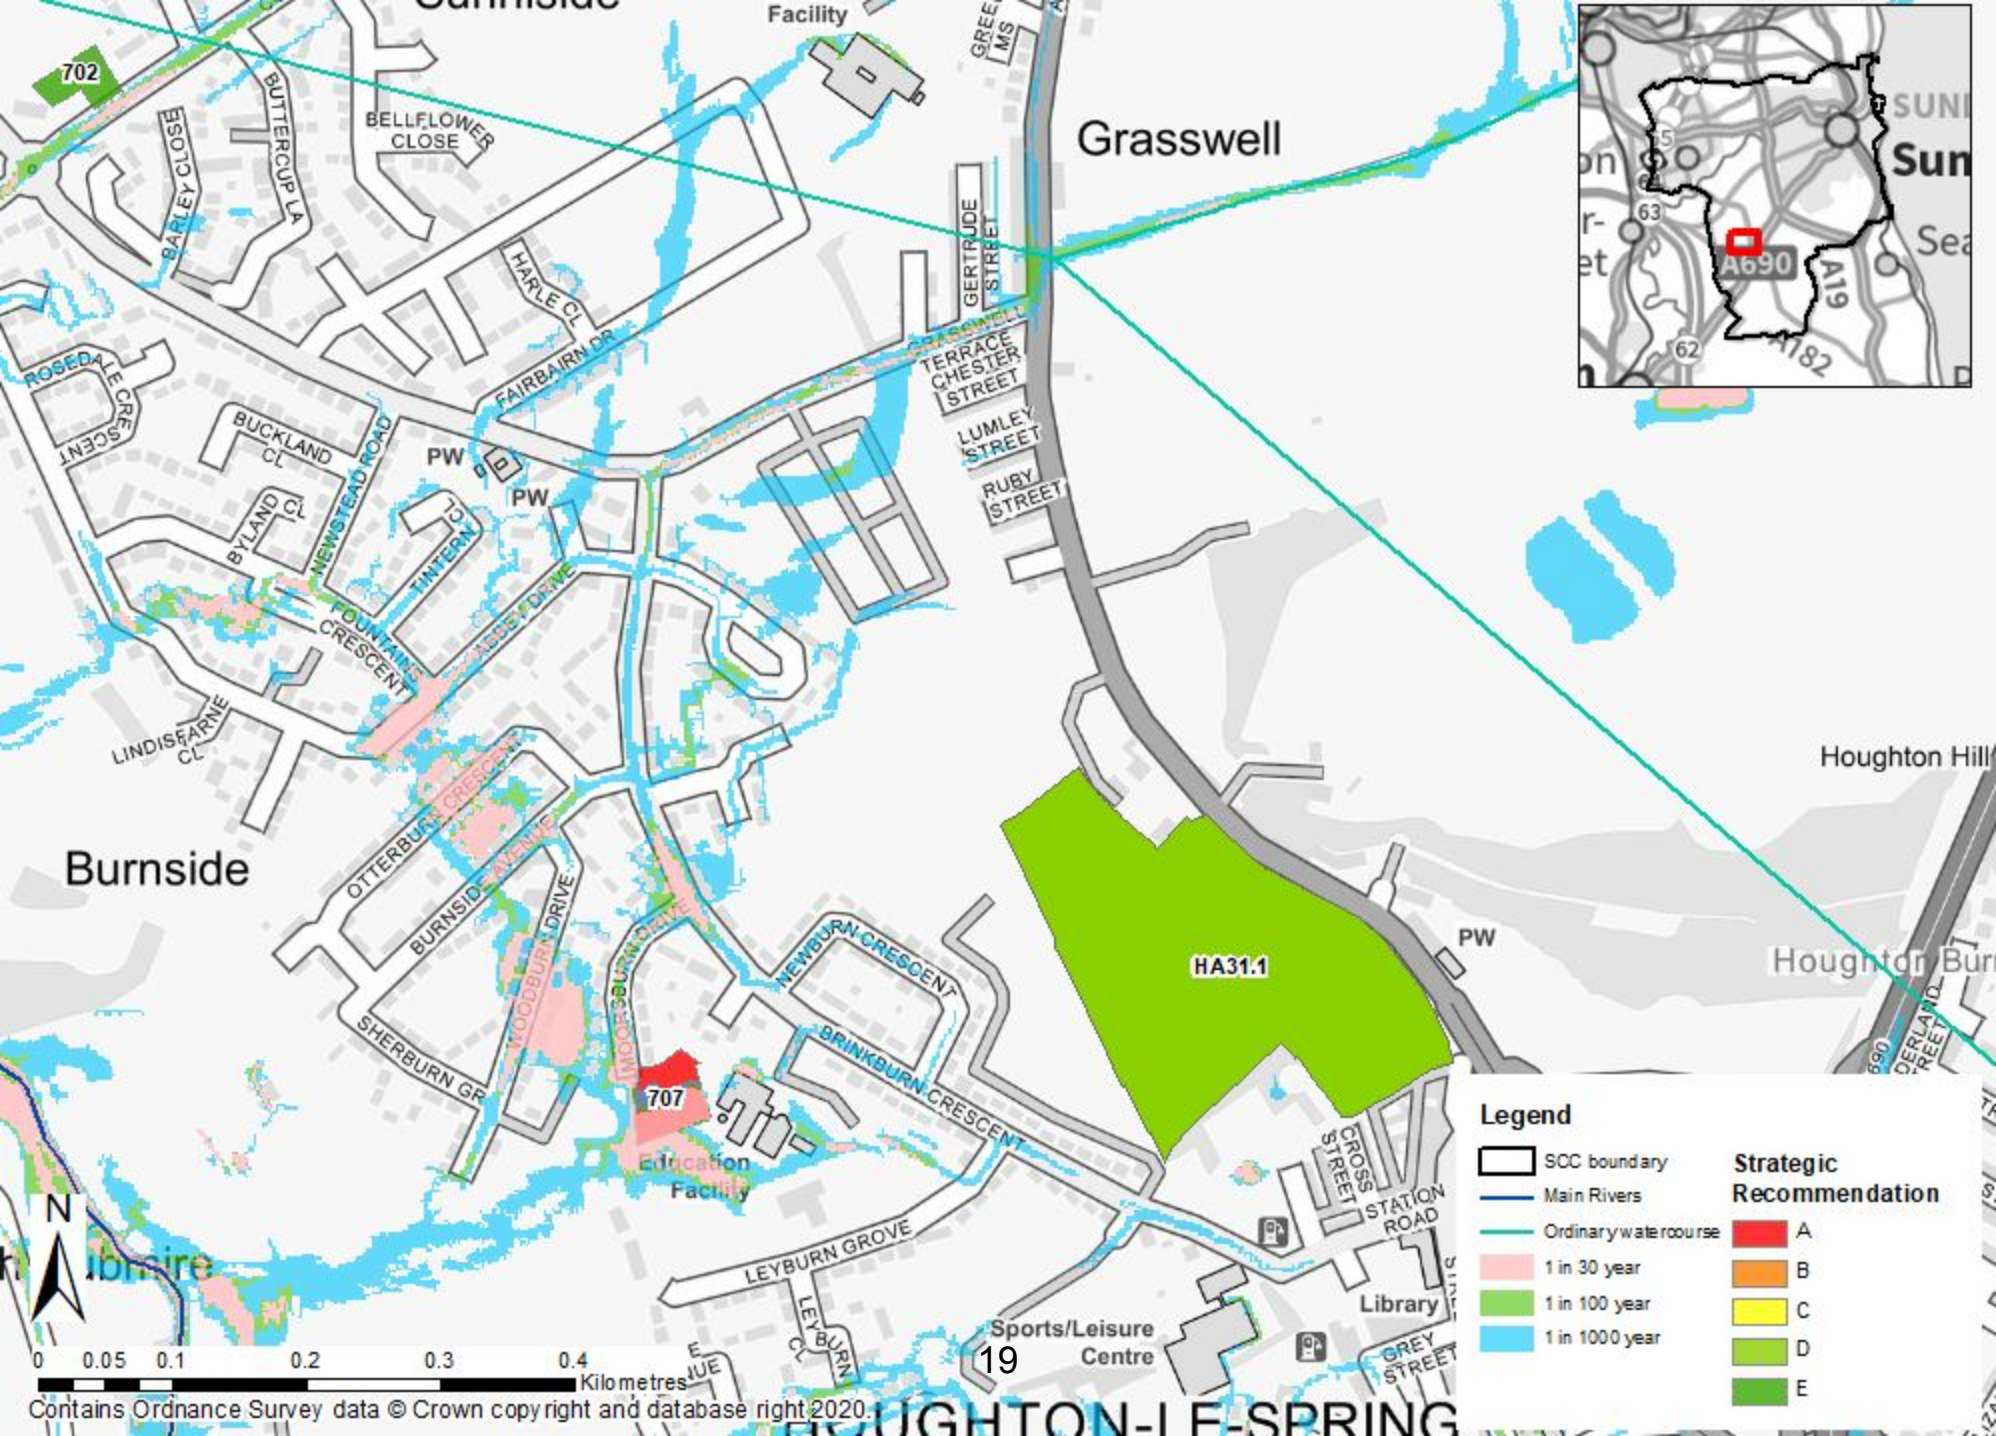 Sunniside
Facility
702
BUTTERCUP LA
BARLEY CLOSE
BELLFLOWER
CLOSE
Grasswell
GERTRUDE
STREET
HARLE CL
FAIRBAIRN DR
GRASSWELL
TERRACE
CHESTER
STREET
LUMLEY
STREET
RUBY
STREET
ROSEDALE CRESCENT
BUCKLAND
CL
NEWSTEAD ROAD
PW
PW
BYLAND CL
TINTERN CL
FOUNTAINS
CRESCENT
ABBEY DRIVE
LINDISFARNE
CL
OTTERBURN CRESCENT
BURNSIDE AVENUE
WOODBURN DRIVE
Burnside
SHERBURN GR
MOORSBURN DRIVE
NEWBURN CRESCENT
BRINKBURN CRESCENT
707
HA31.1
PW
Houghton Hill
Education
Facility
LEYBURN GROVE
LEYBURN
CL
CROSS
STREET
STATION
ROAD
Library
Sports/Leisure
Centre
GREY
STREET
19
HOUGHTON-LE-SPRING
SUN
Sun
Sea
5
63
62
A690
A19
A182
Legend
SCC boundary
Main Rivers
Ordinary watercourse
1 in 30 year
1 in 100 year
1 in 1000 year
Strategic
Recommendation
A
B
C
D
E
N
0 0.05 0.1 0.2 0.3 0.4
Kilometres
Contains Ordnance Survey data © Crown copyright and database right 2020.